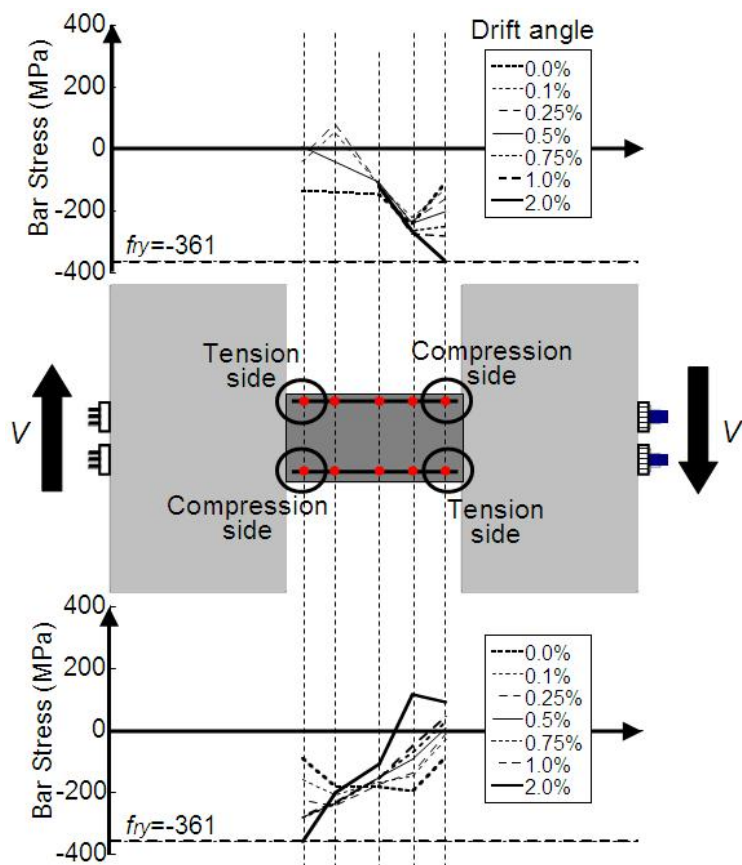 Drift angle
Bar Stress (MPa)
400
200
0
-200
-400
0.0%
0.1%
0.25%
0.5%
0.75%
1.0%
2.0%
fry=-361
Tension
side
Compression
side
V
V
Compression
side
Tension
side
Bar Stress (MPa)
400
200
0
-200
-400
0.0%
0.1%
0.25%
0.5%
0.75%
1.0%
2.0%
fry=-361